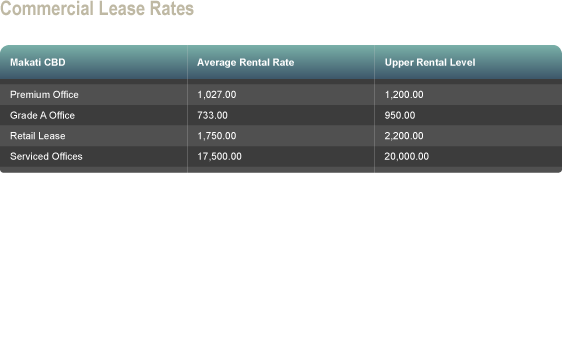 Commercial Lease Rates
Makati CBD Average Rental Rate Upper Rental Level
Premium Office 1,027.00 1,200.00
Grade A Office 733.00 950.00
Retail Lease 1,750.00 2,200.00
Serviced Offices 17,500.00 20,000.00